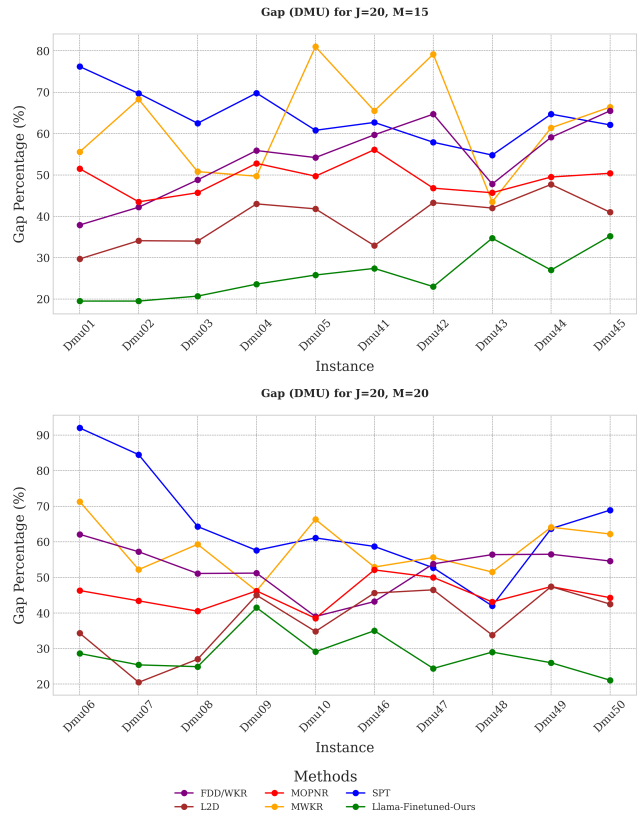 Gap (DMU) for J=20, M=15
Gap Percentage (%)
80
70
60
50
40
30
20
Dmu01 Dmu02 Dmu03 Dmu04 Dmu05 Dmu41 Dmu42 Dmu43 Dmu44 Dmu45
Instance
Gap (DMU) for J=20, M=20
Gap Percentage (%)
90
80
70
60
50
40
30
20
Dmu06 Dmu07 Dmu08 Dmu09 Dmu10 Dmu46 Dmu47 Dmu48 Dmu49 Dmu50
Instance
Methods
FDD/WKR MOPNR SPT
L2D MWKR Llama-Finetuned-Ours